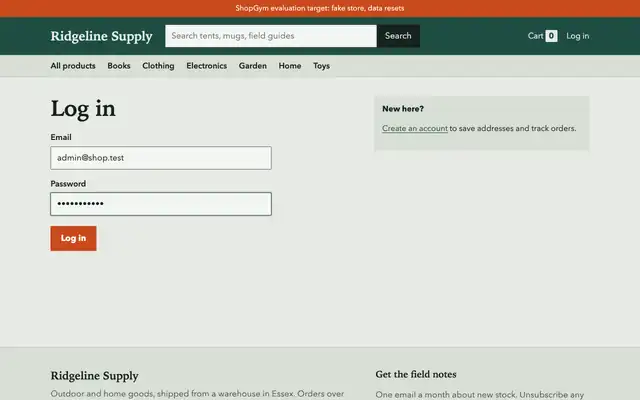 ShopGym evaluation target: fake store, data resets
Ridgeline Supply
Search tents, mugs, field guides
Search
Cart 0
Log in
All products
Books
Clothing
Electronics
Garden
Home
Toys
Log in
New here?
Create an account to save addresses and track orders.
Email
admin@shop.test
Password
•••••••••••
Log in
Ridgeline Supply
Outdoor and home goods, shipped from a warehouse in Essex. Orders over
Get the field notes
One email a month about new stock. Unsubscribe any